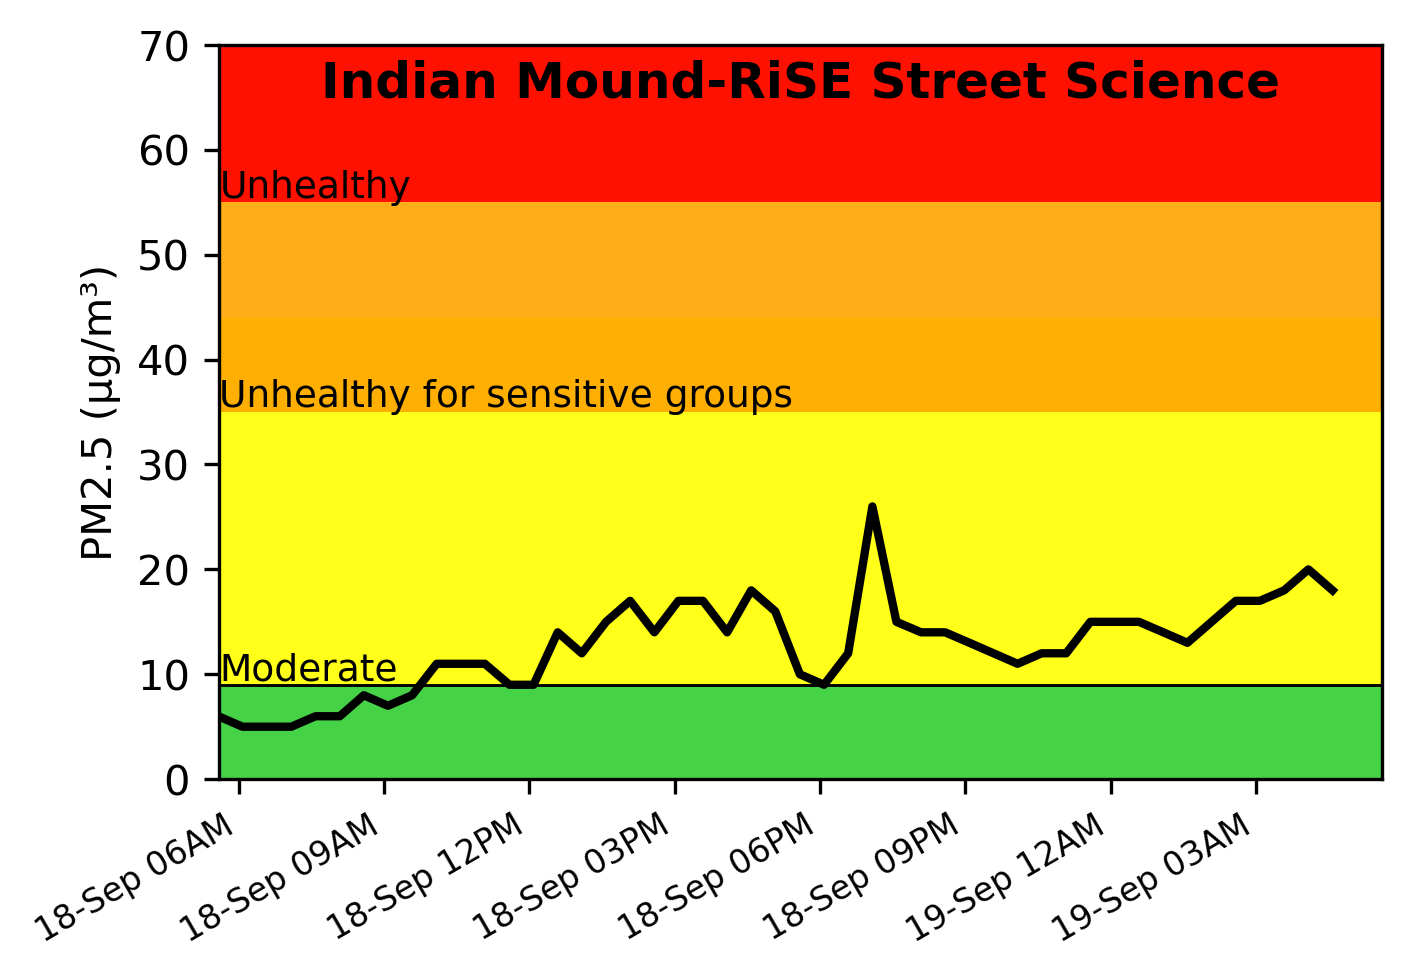 Indian Mound-RiSE Street Science
PM2.5 (µg/m³)
70
60
50
40
30
20
10
0
Unhealthy
Unhealthy for sensitive groups
Moderate
18-Sep 06AM
18-Sep 09AM
18-Sep 12PM
18-Sep 03PM
18-Sep 06PM
18-Sep 09PM
19-Sep 12AM
19-Sep 03AM